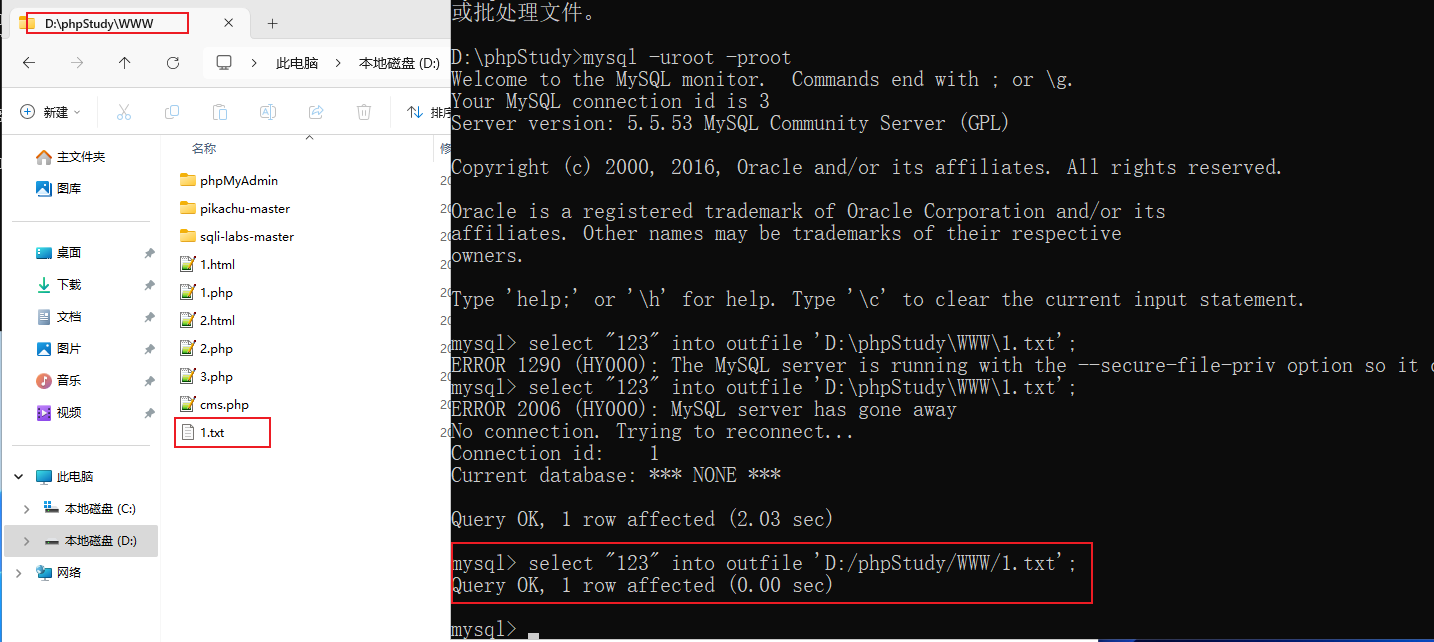 D:\phpStudy\WWW
此电脑
本地磁盘 (D:)
新建
排序
主文件夹
图库
桌面
下载
文档
图片
音乐
视频
此电脑
本地磁盘 (C:)
本地磁盘 (D:)
网络
名称
修
phpMyAdmin
20
pikachu-master
20
sqli-labs-master
20
1.html
20
1.php
20
2.html
20
2.php
20
3.php
20
cms.php
20
1.txt
20
或批处理文件。
D:\phpStudy>mysql -uroot -proot
Welcome to the MySQL monitor.  Commands end with ; or \g.
Your MySQL connection id is 3
Server version: 5.5.53 MySQL Community Server (GPL)
Copyright (c) 2000, 2016, Oracle and/or its affiliates. All rights reserved.
Oracle is a registered trademark of Oracle Corporation and/or its
affiliates. Other names may be trademarks of their respective
owners.
Type 'help;' or '\h' for help. Type '\c' to clear the current input statement.
mysql> select "123" into outfile 'D:\phpStudy\WWW\1.txt';
ERROR 1290 (HY000): The MySQL server is running with the --secure-file-priv option so it c
mysql> select "123" into outfile 'D:\phpStudy\WWW\1.txt';
ERROR 2006 (HY000): MySQL server has gone away
No connection. Trying to reconnect...
Connection id:    1
Current database: *** NONE ***
Query OK, 1 row affected (2.03 sec)
mysql> select "123" into outfile 'D:/phpStudy/WWW/1.txt';
Query OK, 1 row affected (0.00 sec)
mysql>